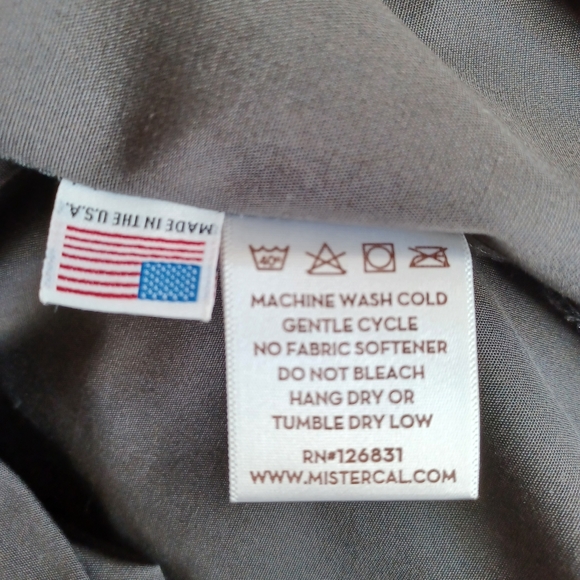 MADE IN THE U.S.A.
40°
MACHINE WASH COLD
GENTLE CYCLE
NO FABRIC SOFTENER
DO NOT BLEACH
HANG DRY OR
TUMBLE DRY LOW
RN#126831
WWW.MISTERCAL.COM